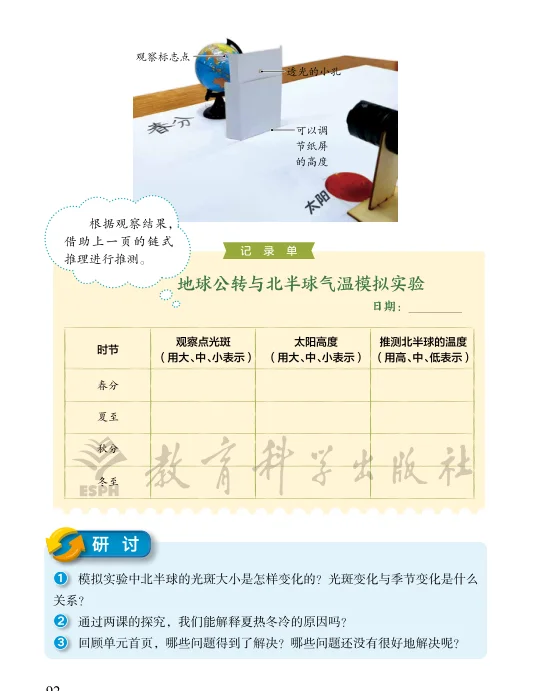 观察标志点
透光的小孔
春分
可以调
节纸屏
的高度
太阳
根据观察结果，
借助上一页的链式
推理进行推测。
记录单
地球公转与北半球气温模拟实验
日期：
时节
观察点光斑
（用大、中、小表示）
太阳高度
（用大、中、小表示）
推测北半球的温度
（用高、中、低表示）
春分
夏至
秋分
冬至
ESPH
教育科学出版社
研讨
1 模拟实验中北半球的光斑大小是怎样变化的？光斑变化与季节变化是什么
关系？
2 通过两课的探究，我们能解释夏热冬冷的原因吗？
3 回顾单元首页，哪些问题得到了解决？哪些问题还没有很好地解决呢？